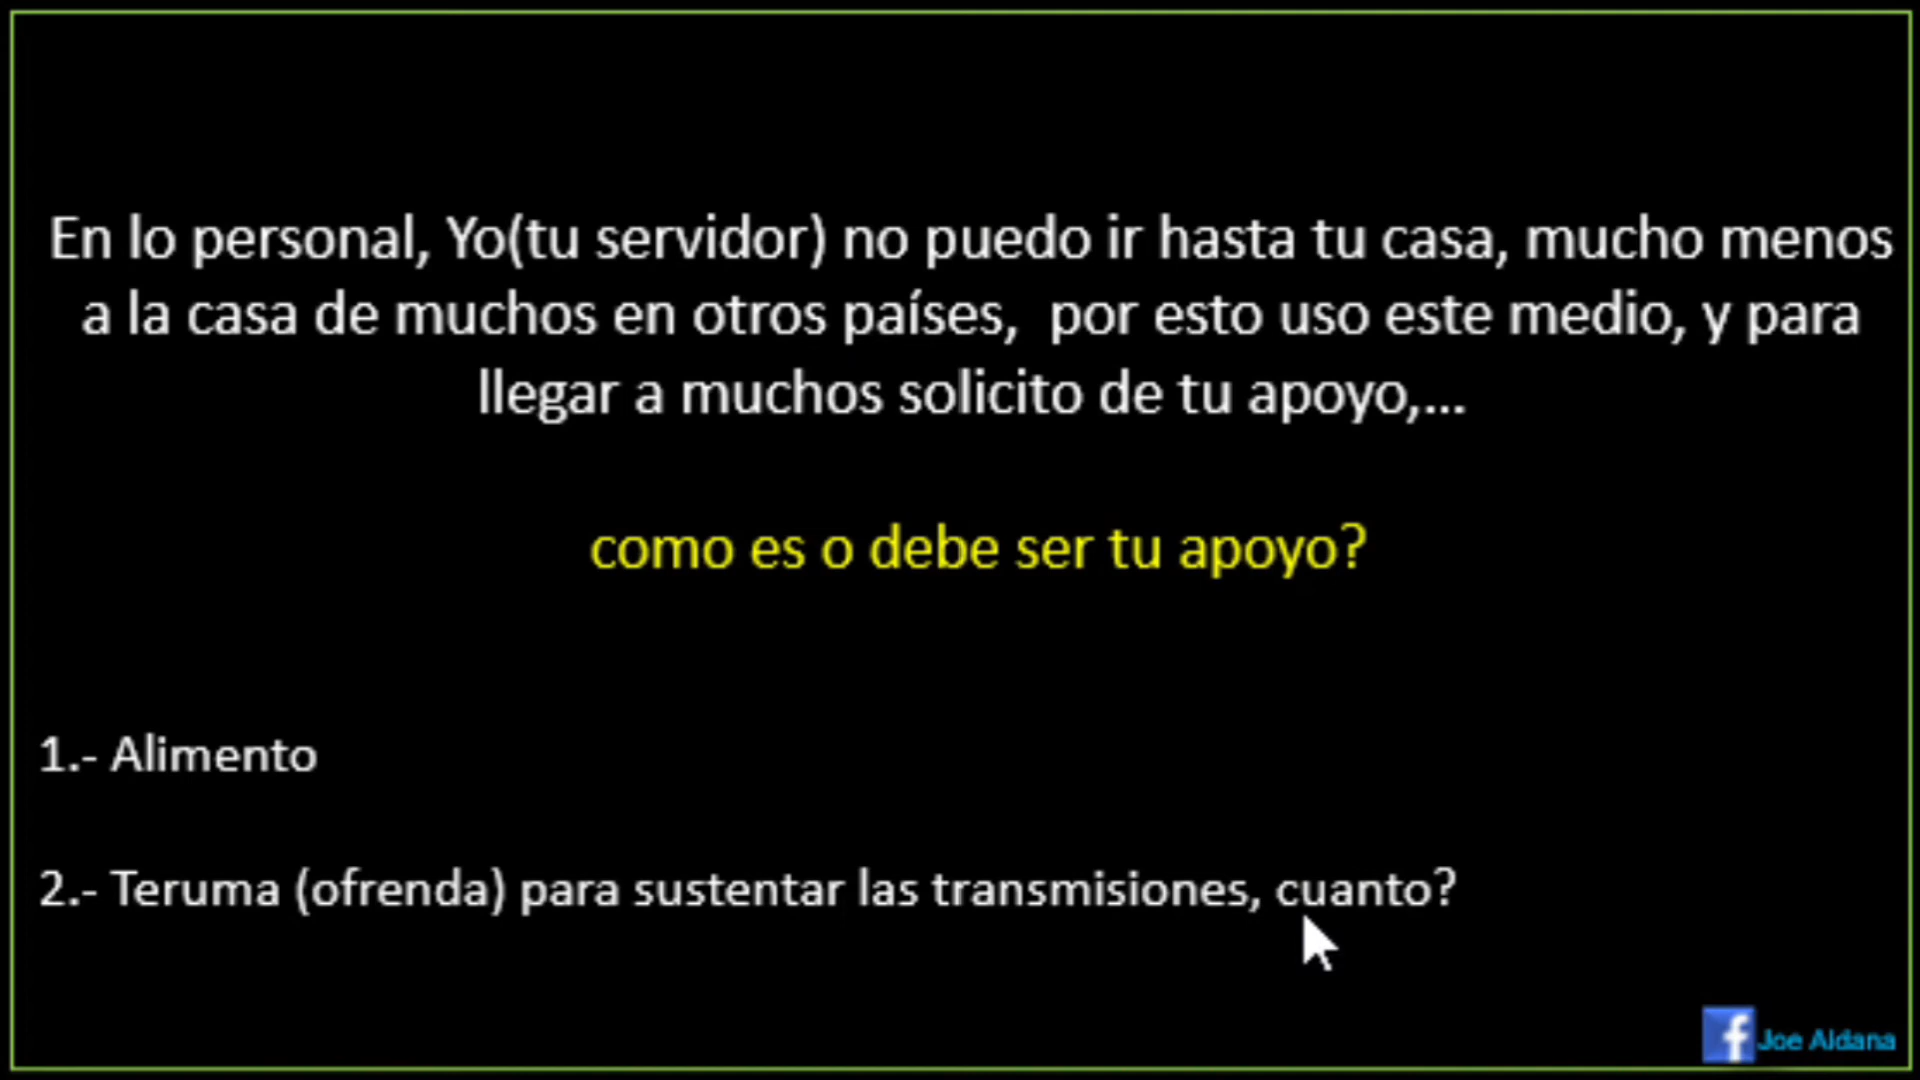 En lo personal, Yo(tu servidor) no puedo ir hasta tu casa, mucho menos
a la casa de muchos en otros países,  por esto uso este medio, y para
llegar a muchos solicito de tu apoyo,...
como es o debe ser tu apoyo?
1.- Alimento
2.- Teruma (ofrenda) para sustentar las transmisiones, cuanto?
f Joe Aldana